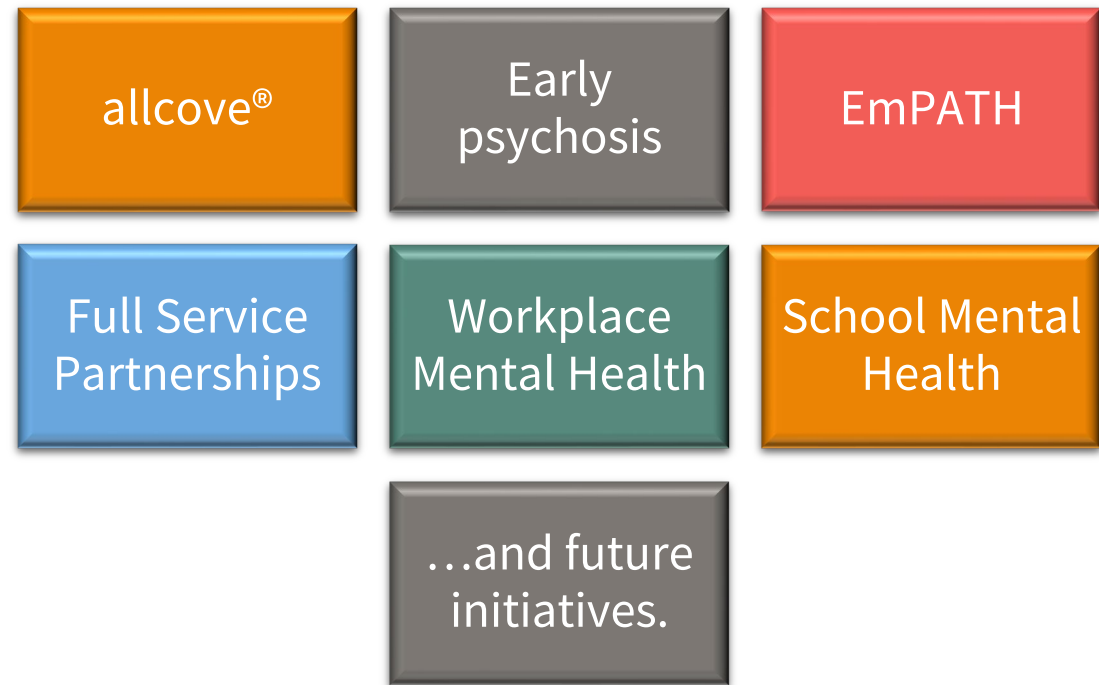 allcove®
Early
psychosis
EmPATH
Full Service
Partnerships
Workplace
Mental Health
School Mental
Health
…and future
initiatives.